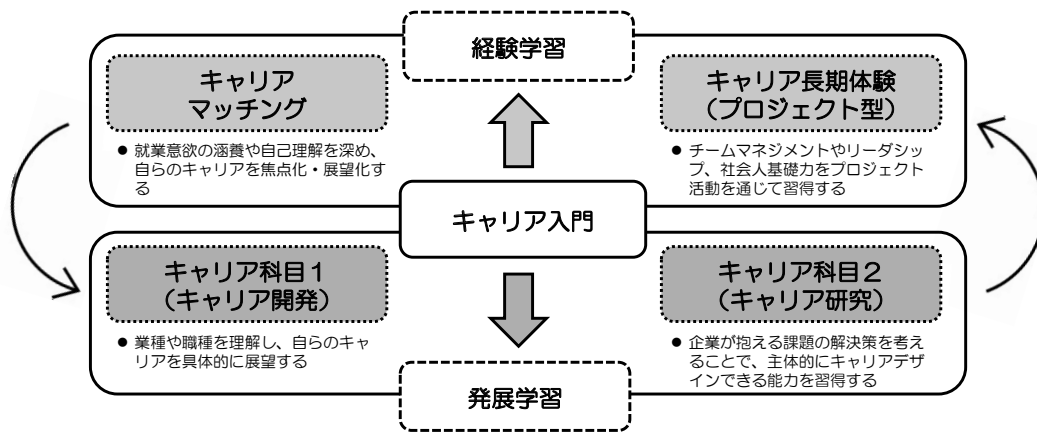 経験学習
キャリア
マッチング
● 就業意欲の涵養や自己理解を深め、
自らのキャリアを焦点化・展望化す
る
キャリア長期体験
（プロジェクト型）
● チームマネジメントやリーダシッ
プ、社会人基礎力をプロジェクト
活動を通じて習得する
キャリア入門
キャリア科目１
（キャリア開発）
● 業種や職種を理解し、自らのキャ
リアを具体的に展望する
キャリア科目２
（キャリア研究）
● 企業が抱える課題の解決策を考え
ることで、主体的にキャリアデザ
インできる能力を習得する
発展学習